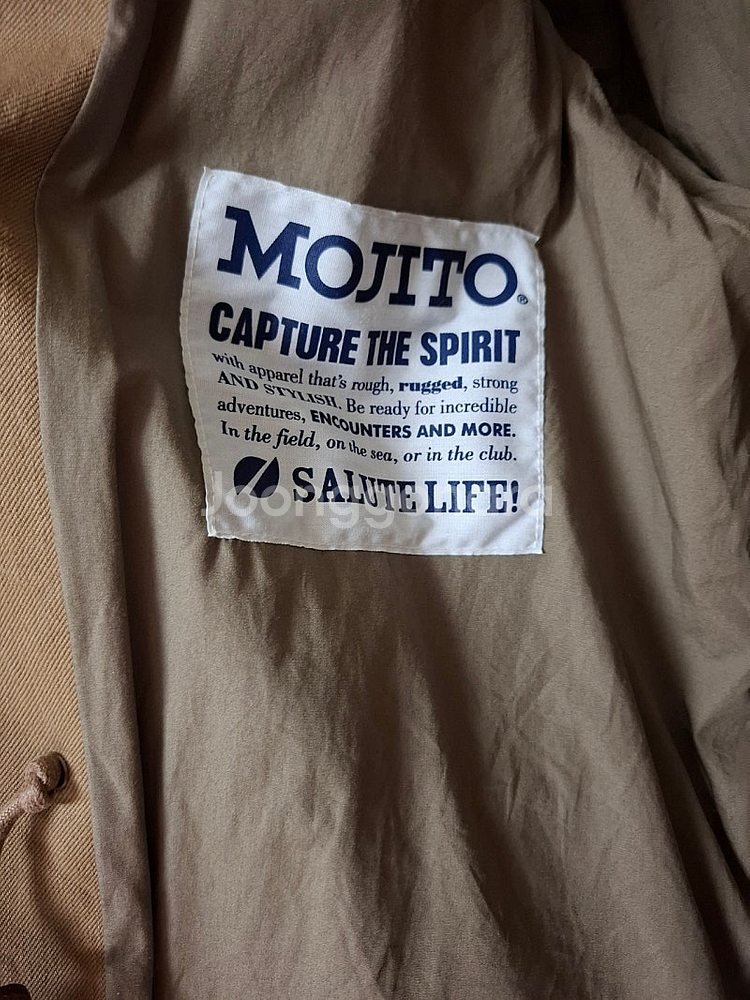 MOJITO®
CAPTURE THE SPIRIT
with apparel that's rough, rugged, strong
AND STYLISH. Be ready for incredible
adventures, ENCOUNTERS AND MORE.
In the field, on the sea, or in the club.
SALUTE LIFE!
Joonggonara